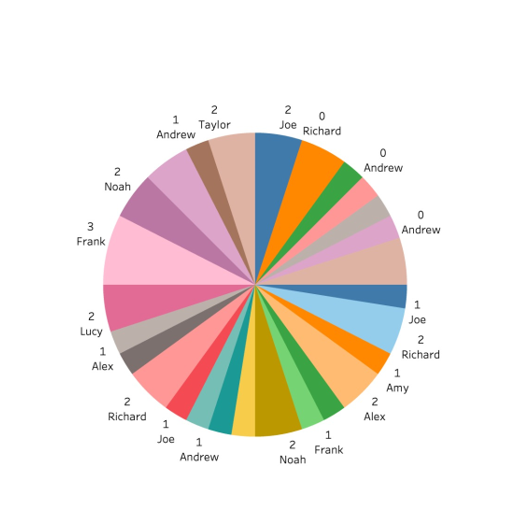 2
Joe
0
Richard
0
Andrew
0
Andrew
1
Joe
2
Richard
1
Amy
2
Alex
1
Frank
2
Noah
1
Andrew
1
Joe
2
Richard
1
Alex
2
Lucy
3
Frank
2
Noah
1
Andrew
2
Taylor